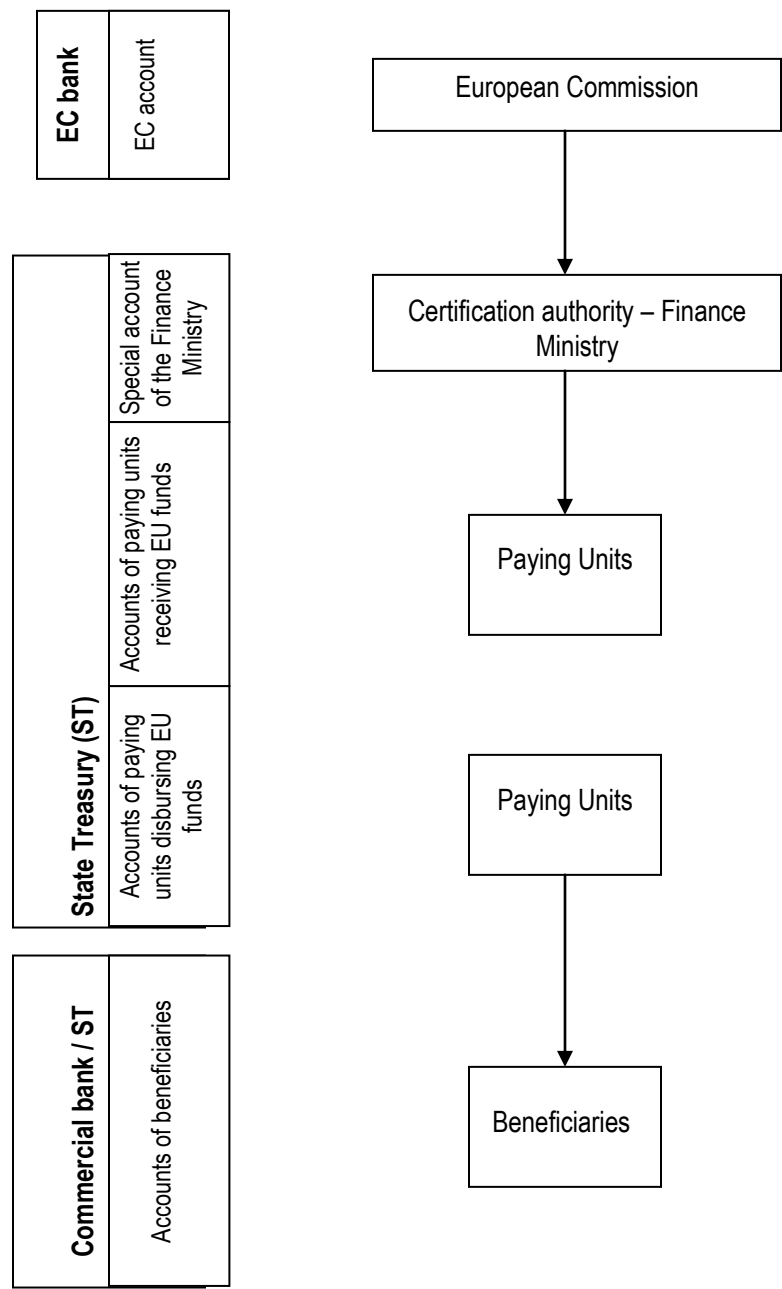 EC bank
EC account
European Commission
State Treasury (ST)
Special account
of the Finance
Ministry
Certification authority – Finance
Ministry
Accounts of paying units
receiving EU funds
Paying Units
Accounts of paying
units disbursing EU
funds
Paying Units
Commercial bank / ST
Accounts of beneficiaries
Beneficiaries